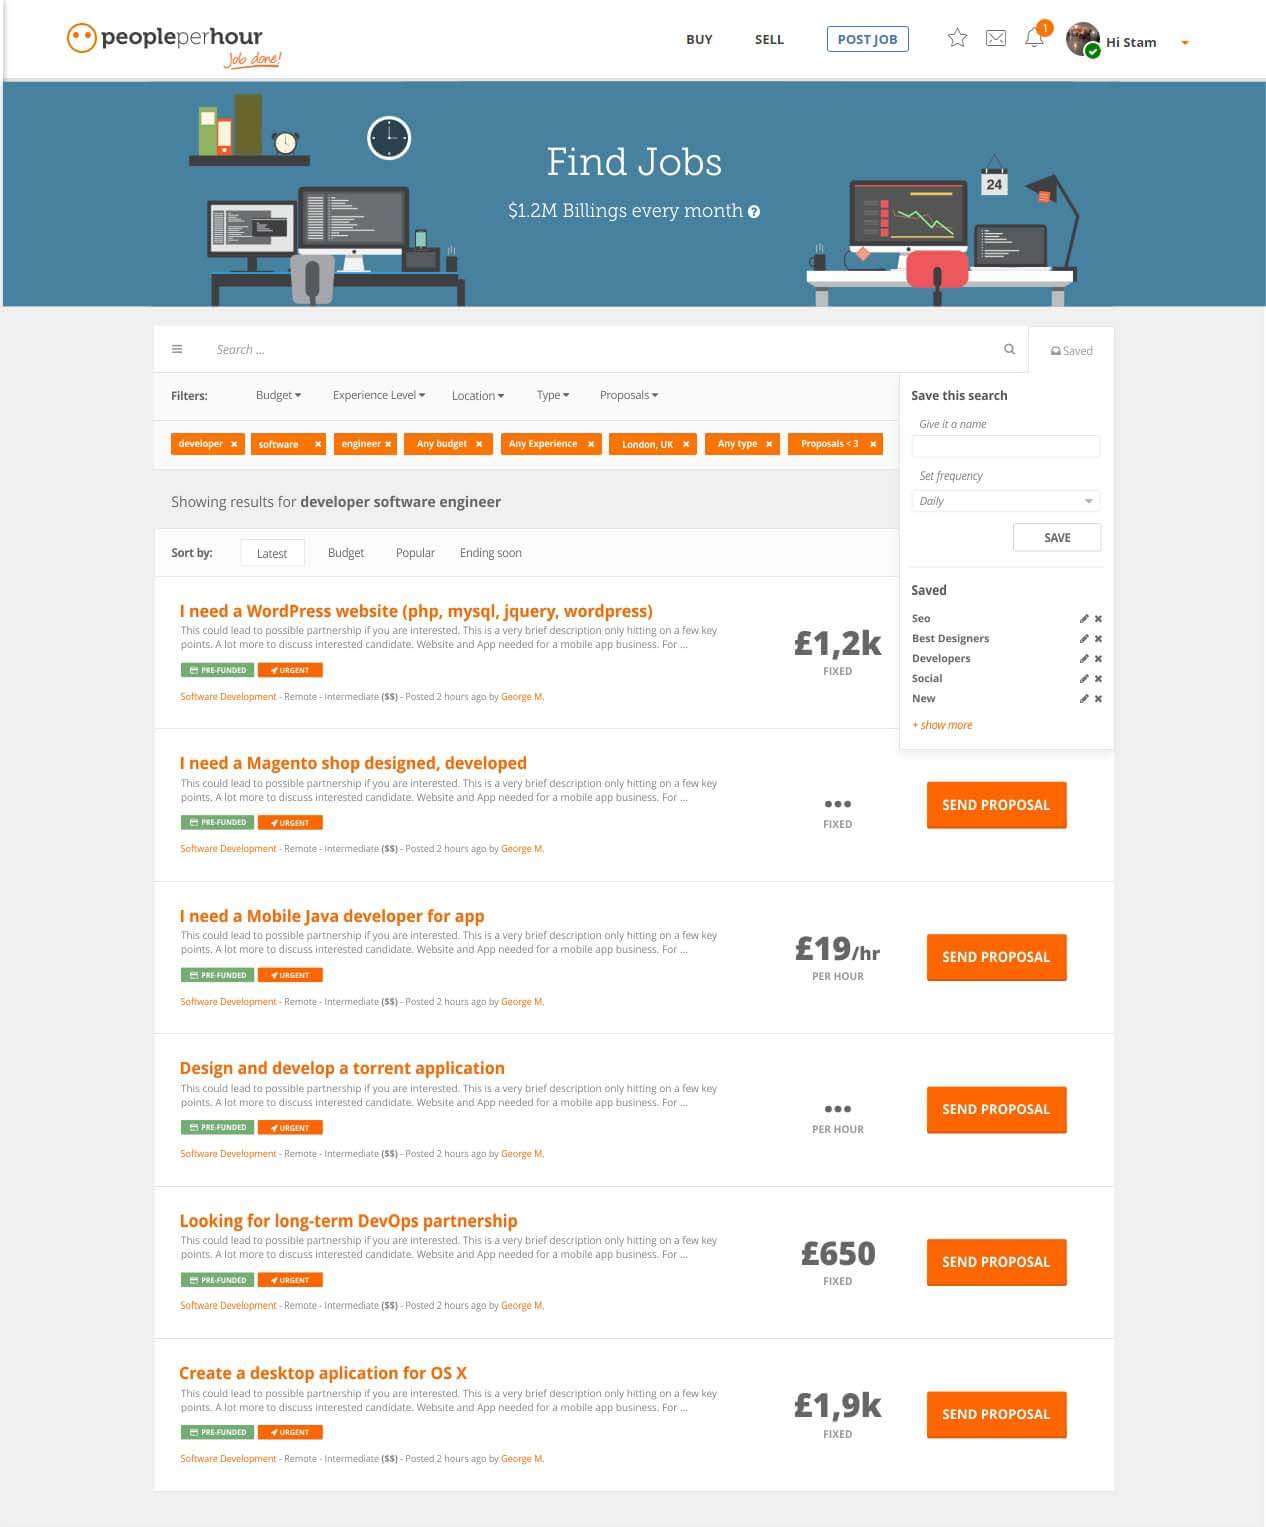 peopleperhour
Job done!
BUY
SELL
POST JOB
1
Hi Stam
24
Find Jobs
$1.2M Billings every month ?
Search ...
Saved
Filters:
Budget
Experience Level
Location
Type
Proposals
developer ×
software ×
engineer ×
Any budget ×
Any Experience ×
London, UK ×
Any type ×
Proposals < 3 ×
Save this search
Give it a name
Set frequency
Daily
SAVE
Saved
Seo
Best Designers
Developers
Social
New
+ show more
Showing results for developer software engineer
Sort by:
Latest
Budget
Popular
Ending soon
I need a WordPress website (php, mysql, jquery, wordpress)
This could lead to possible partnership if you are interested. This is a very brief description only hitting on a few key
points. A lot more to discuss interested candidate. Website and App needed for a mobile app business. For ...
PRE-FUNDED
URGENT
Software Development - Remote - Intermediate ($$) - Posted 2 hours ago by George M.
£1,2k
FIXED
I need a Magento shop designed, developed
This could lead to possible partnership if you are interested. This is a very brief description only hitting on a few key
points. A lot more to discuss interested candidate. Website and App needed for a mobile app business. For ...
PRE-FUNDED
URGENT
Software Development - Remote - Intermediate ($$) - Posted 2 hours ago by George M.
...
FIXED
SEND PROPOSAL
I need a Mobile Java developer for app
This could lead to possible partnership if you are interested. This is a very brief description only hitting on a few key
points. A lot more to discuss interested candidate. Website and App needed for a mobile app business. For ...
PRE-FUNDED
URGENT
Software Development - Remote - Intermediate ($$) - Posted 2 hours ago by George M.
£19/hr
PER HOUR
SEND PROPOSAL
Design and develop a torrent application
This could lead to possible partnership if you are interested. This is a very brief description only hitting on a few key
points. A lot more to discuss interested candidate. Website and App needed for a mobile app business. For ...
PRE-FUNDED
URGENT
Software Development - Remote - Intermediate ($$) - Posted 2 hours ago by George M.
...
PER HOUR
SEND PROPOSAL
Looking for long-term DevOps partnership
This could lead to possible partnership if you are interested. This is a very brief description only hitting on a few key
points. A lot more to discuss interested candidate. Website and App needed for a mobile app business. For ...
PRE-FUNDED
URGENT
Software Development - Remote - Intermediate ($$) - Posted 2 hours ago by George M.
£650
FIXED
SEND PROPOSAL
Create a desktop aplication for OS X
This could lead to possible partnership if you are interested. This is a very brief description only hitting on a few key
points. A lot more to discuss interested candidate. Website and App needed for a mobile app business. For ...
PRE-FUNDED
URGENT
Software Development - Remote - Intermediate ($$) - Posted 2 hours ago by George M.
£1,9k
FIXED
SEND PROPOSAL